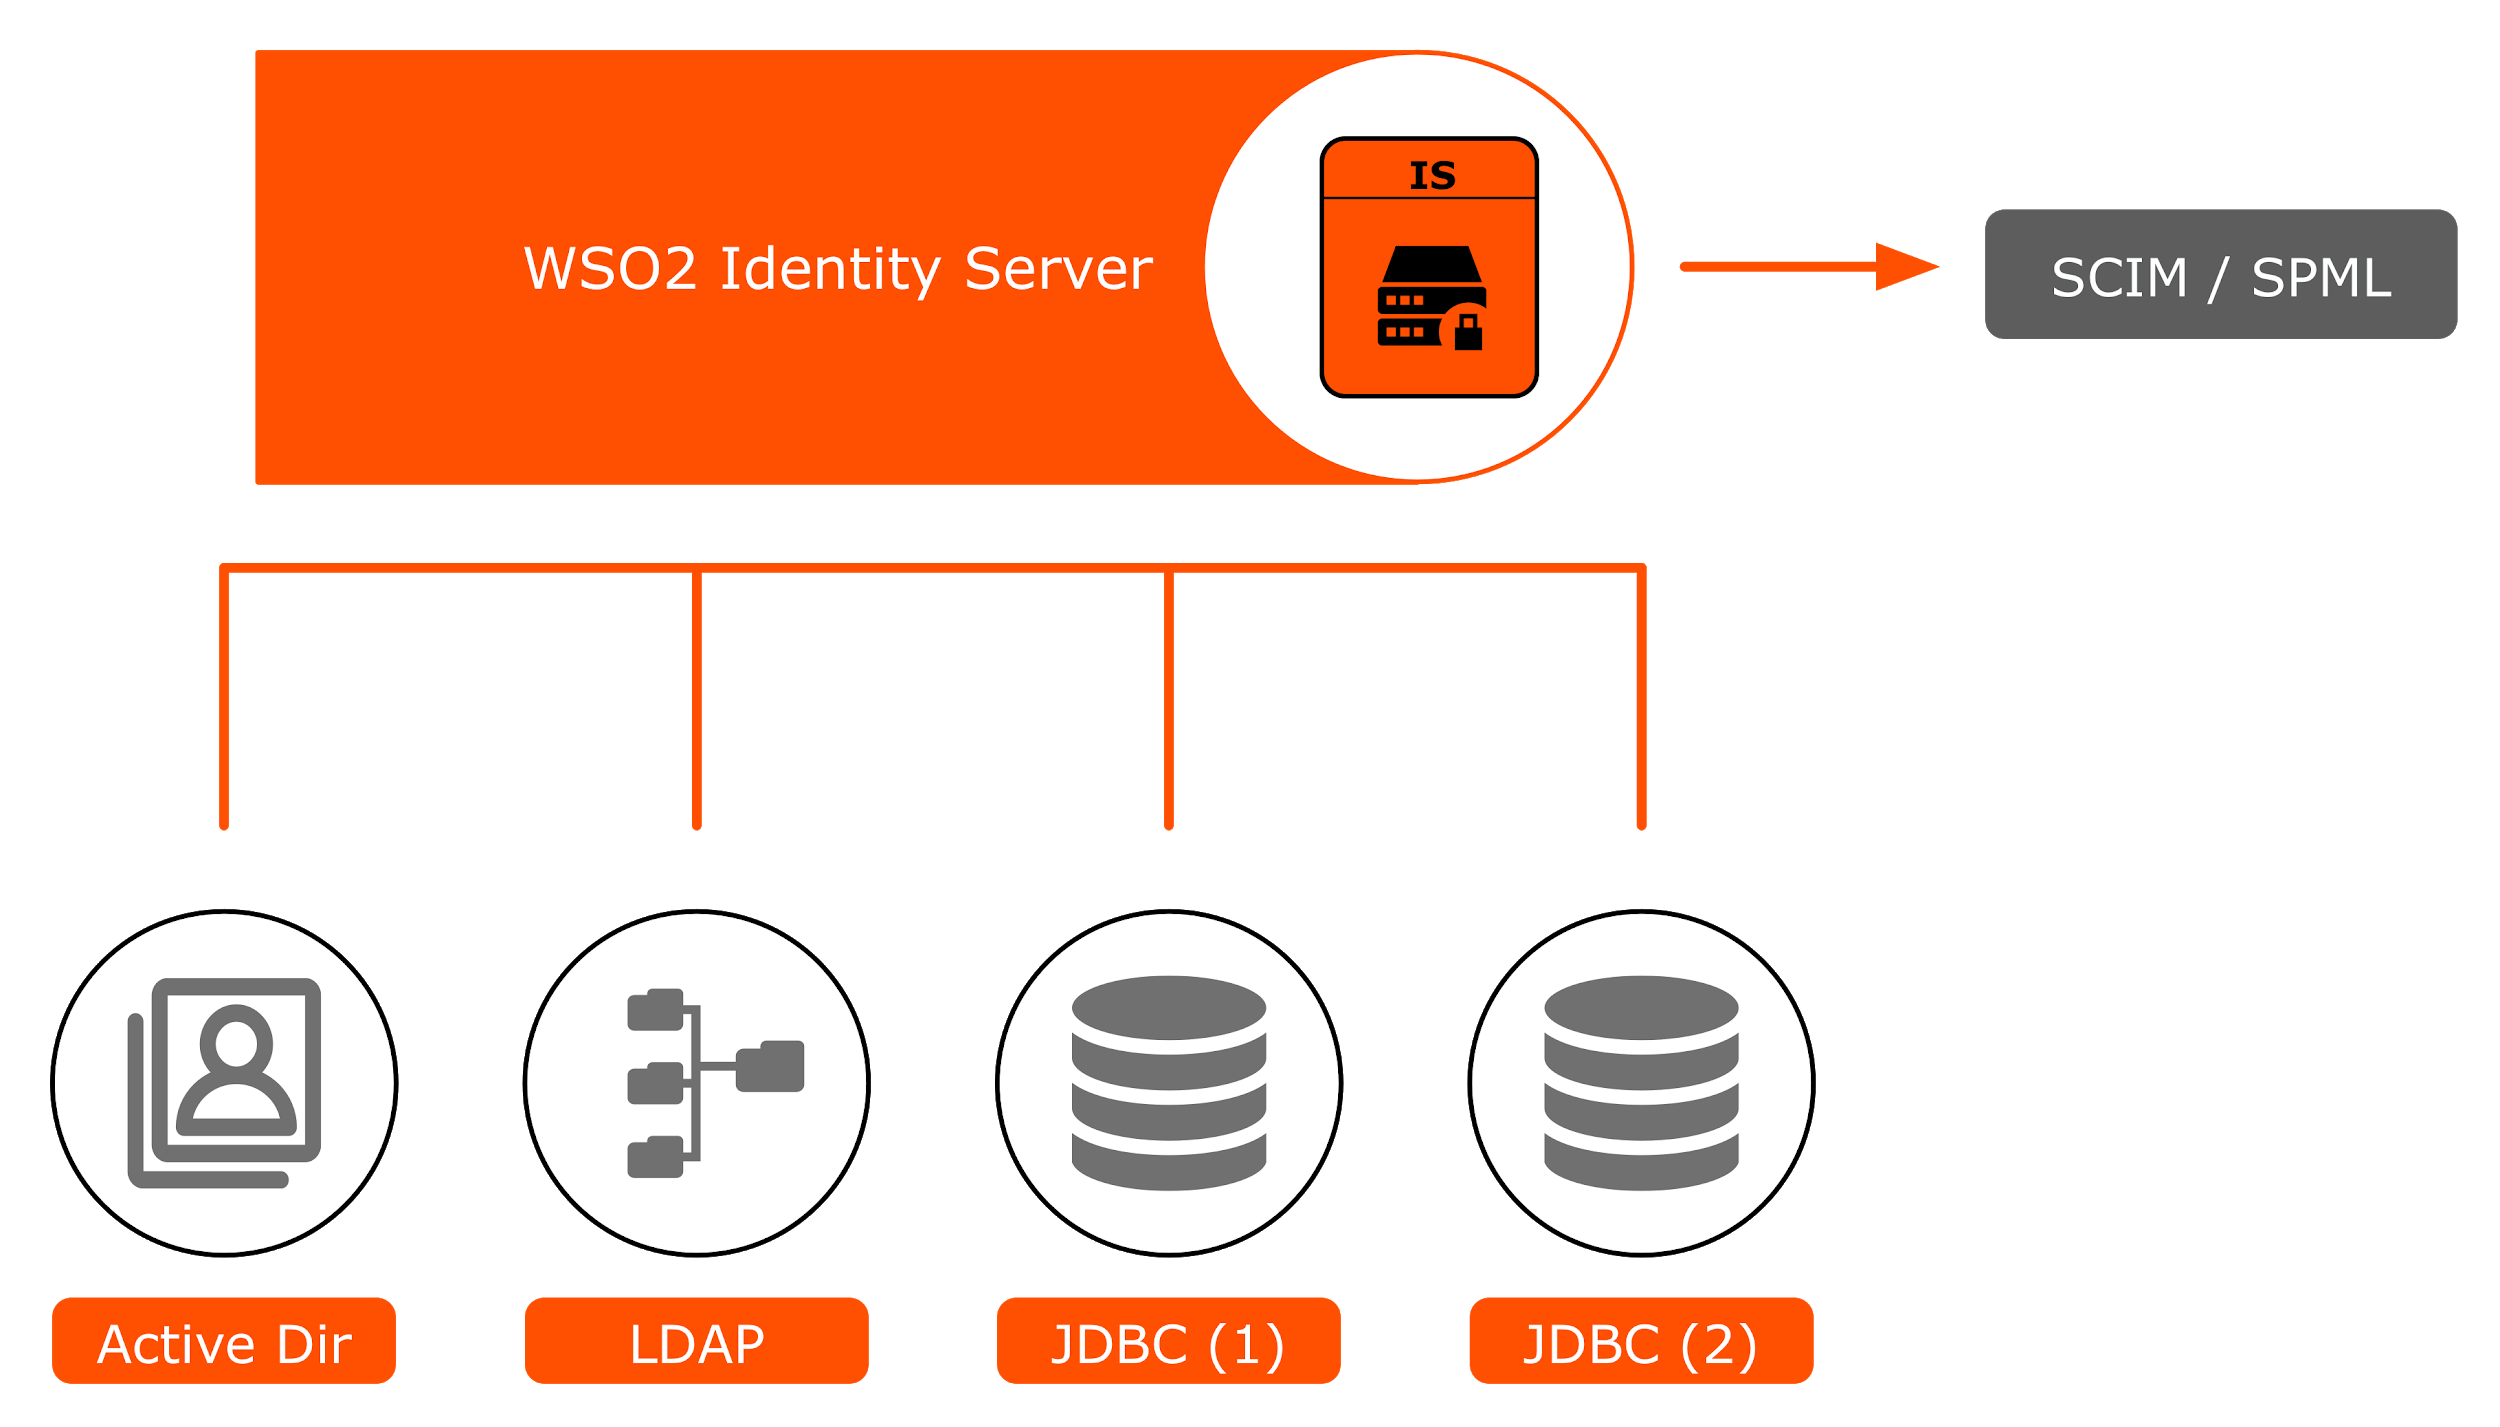 IS
WSO2 Identity Server
SCIM / SPML
Active Dir
LDAP
JDBC (1)
JDBC (2)